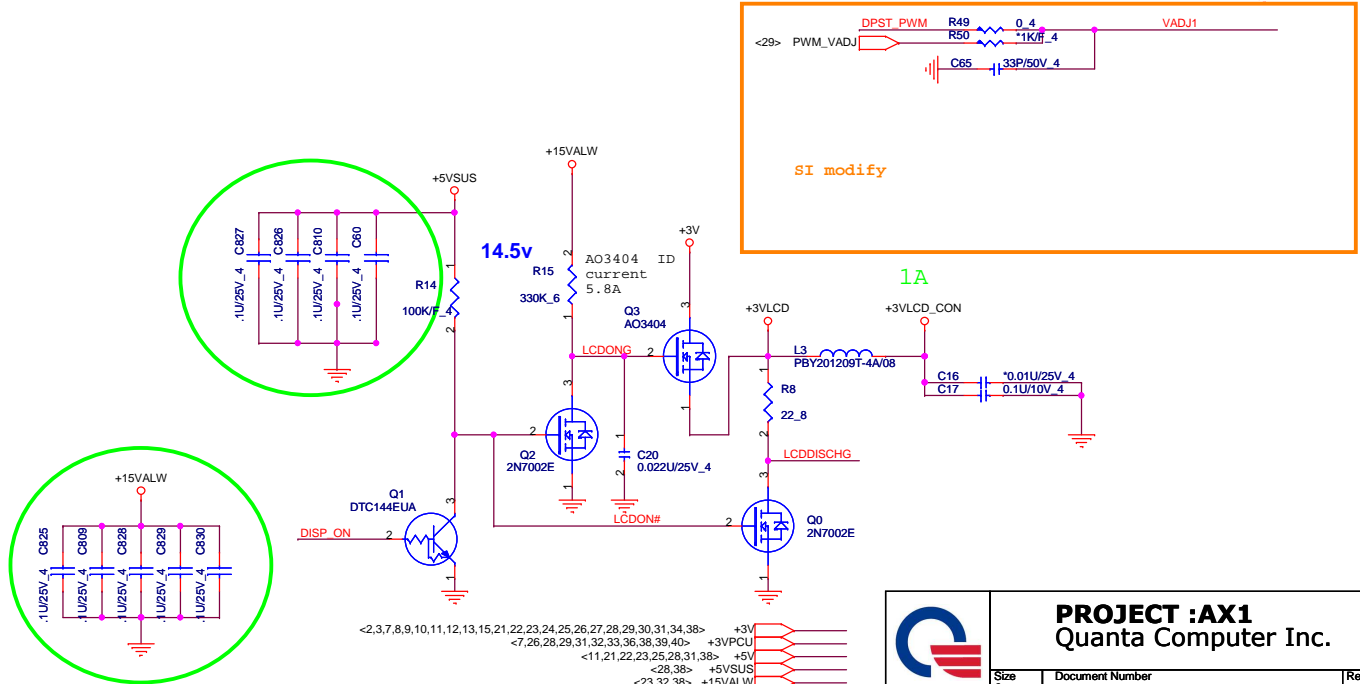 DPST_PWM R49 0_4 VADJ1
<29> PWM_VADJ R50 *1K/F_4
C65 33P/50V_4
SI modify
+15VALW
+5VSUS
C827 C826 C810 C60
.1U/25V_4 .1U/25V_4 .1U/25V_4 .1U/25V_4
14.5v
R14
100K/F_4
R15
330K_6
AO3404 ID
current
5.8A
+3V
Q3
AO3404
1A
+3VLCD
+3VLCD_CON
LCDONG
L3
PBY201209T-4A/08
C16 *0.01U/25V_4
C17 0.1U/10V_4
R8
22_8
Q2
2N7002E
C20
0.022U/25V_4
LCDDISCHG
+15VALW
C825 C809 C828 C829 C830
.1U/25V_4 .1U/25V_4 .1U/25V_4 .1U/25V_4 .1U/25V_4
Q1
DTC144EUA
DISP_ON
LCDON#
Q0
2N7002E
1 2 3
<2,3,7,8,9,10,11,12,13,15,21,22,23,24,25,26,27,28,29,30,31,34,38> +3V
<7,26,28,29,31,32,33,36,38,39,40> +3VPCU
<11,21,22,23,25,28,31,38> +5V
<28,38> +5VSUS
<23,32,38> +15VALW
PROJECT :AX1
Quanta Computer Inc.
Size Document Number Re